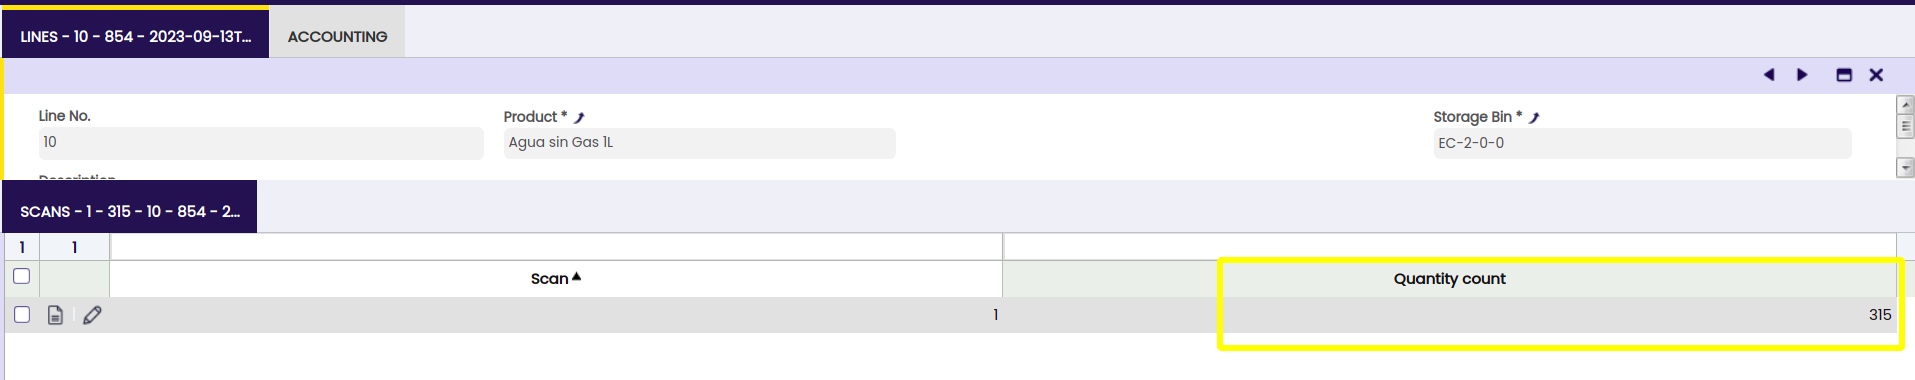 LINES - 10 - 854 - 2023-09-13T...
ACCOUNTING
Line No.
10
Product *
Agua sin Gas 1L
Storage Bin *
EC-2-0-0
Description
SCANS - 1 - 315 - 10 - 854 - 2...
1
1
Scan
Quantity count
1
315